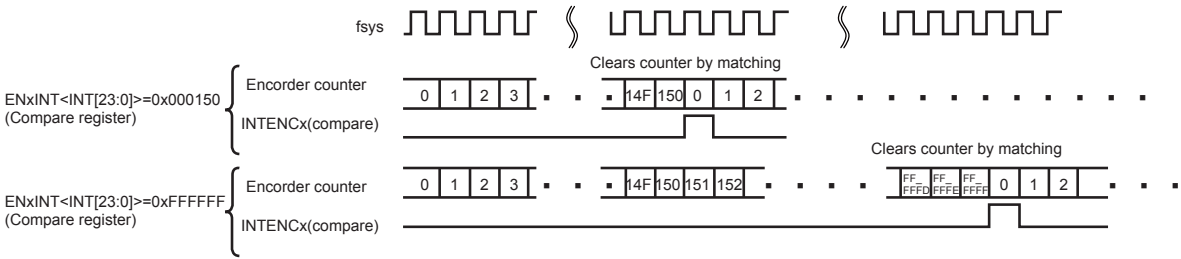 fsys
Clears counter by matching
ENxINT<INT[23:0]>=0x000150
(Compare register)
Encorder counter
0 1 2 3 14F 150 0 1 2
INTENCx(compare)
Clears counter by matching
ENxINT<INT[23:0]>=0xFFFFFF
(Compare register)
Encorder counter
0 1 2 3 14F 150 151 152 FF_ FFFD FF_ FFFE FF_ FFFF 0 1 2
INTENCx(compare)